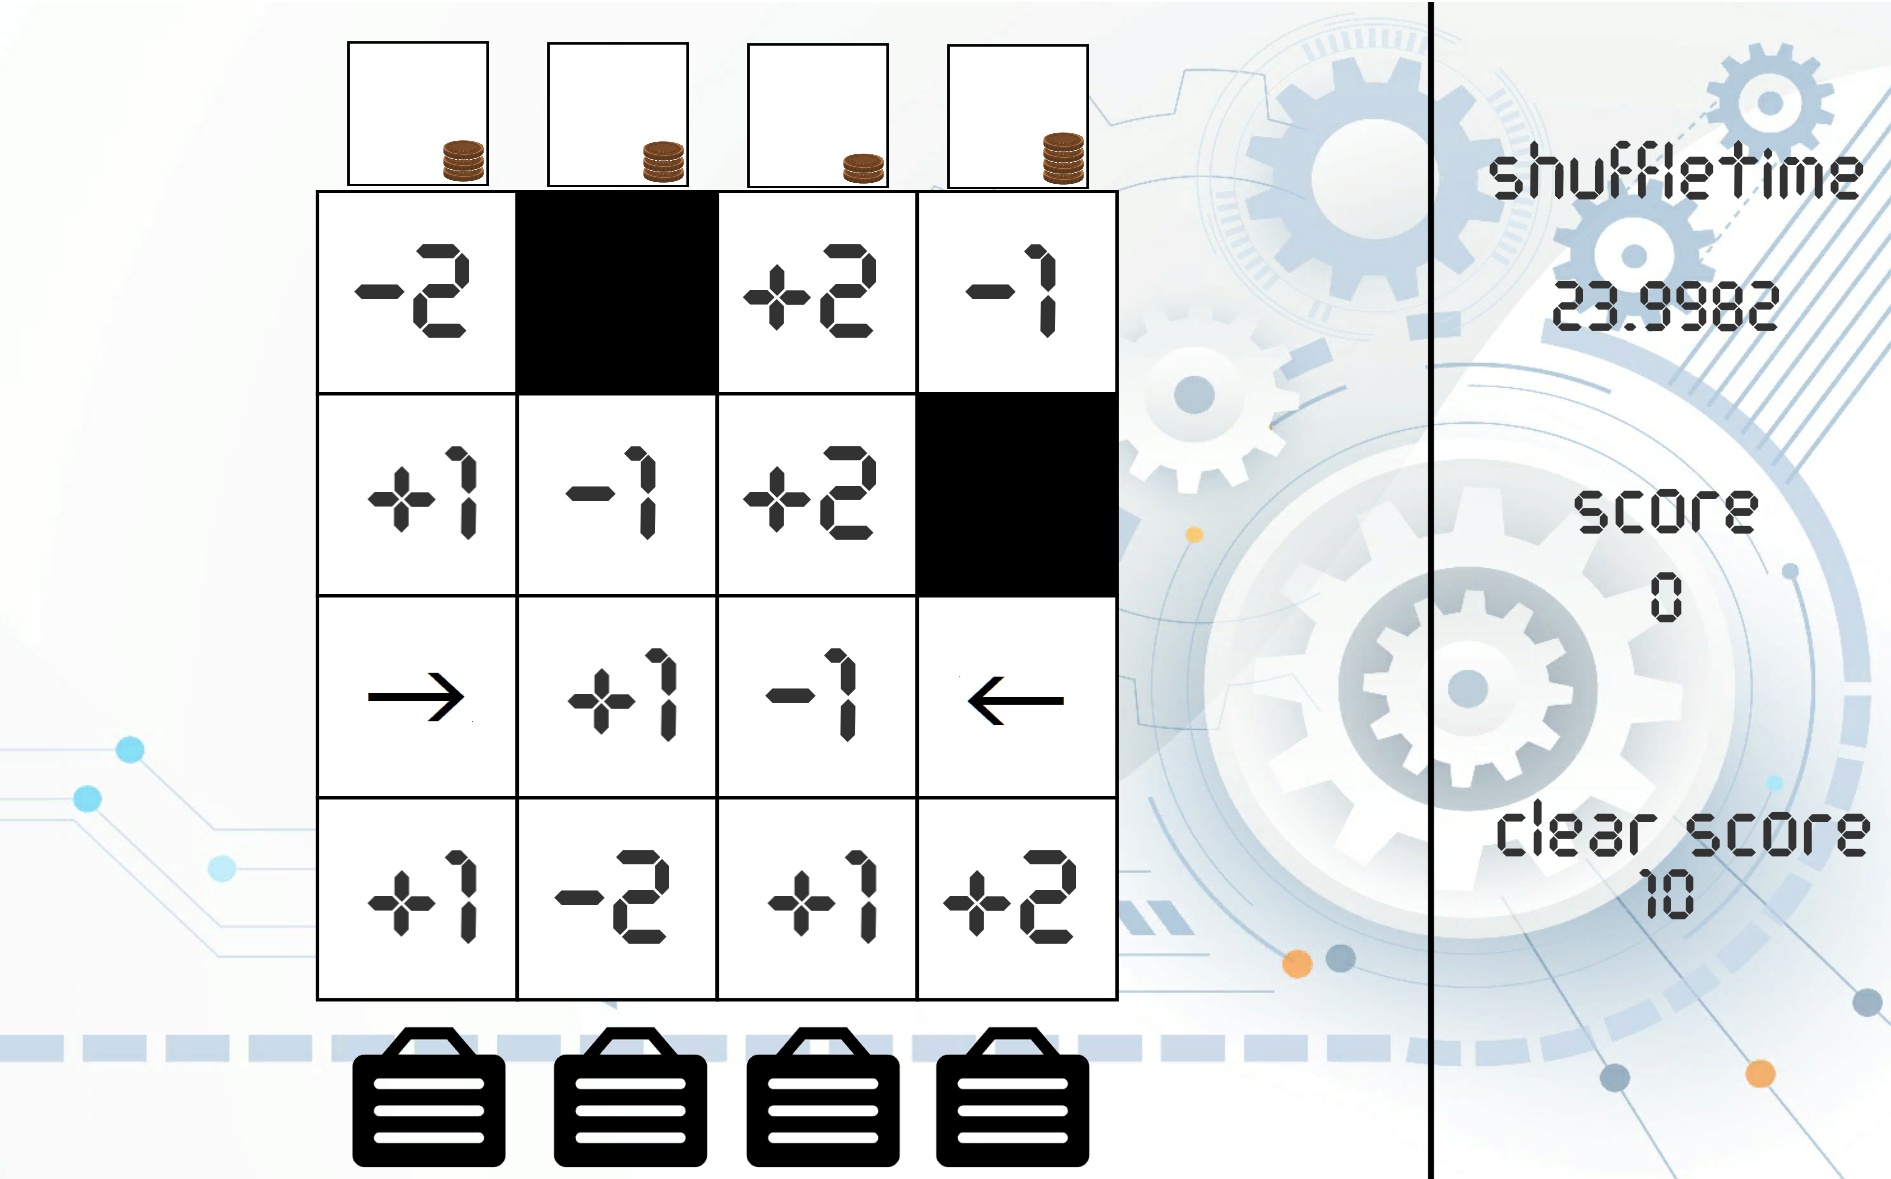 -2 +2 -1
+1 -1 +2
→ +1 -1 ←
+1 -2 +1 +2
shuffletime
23.9982
score
0
clear score
10